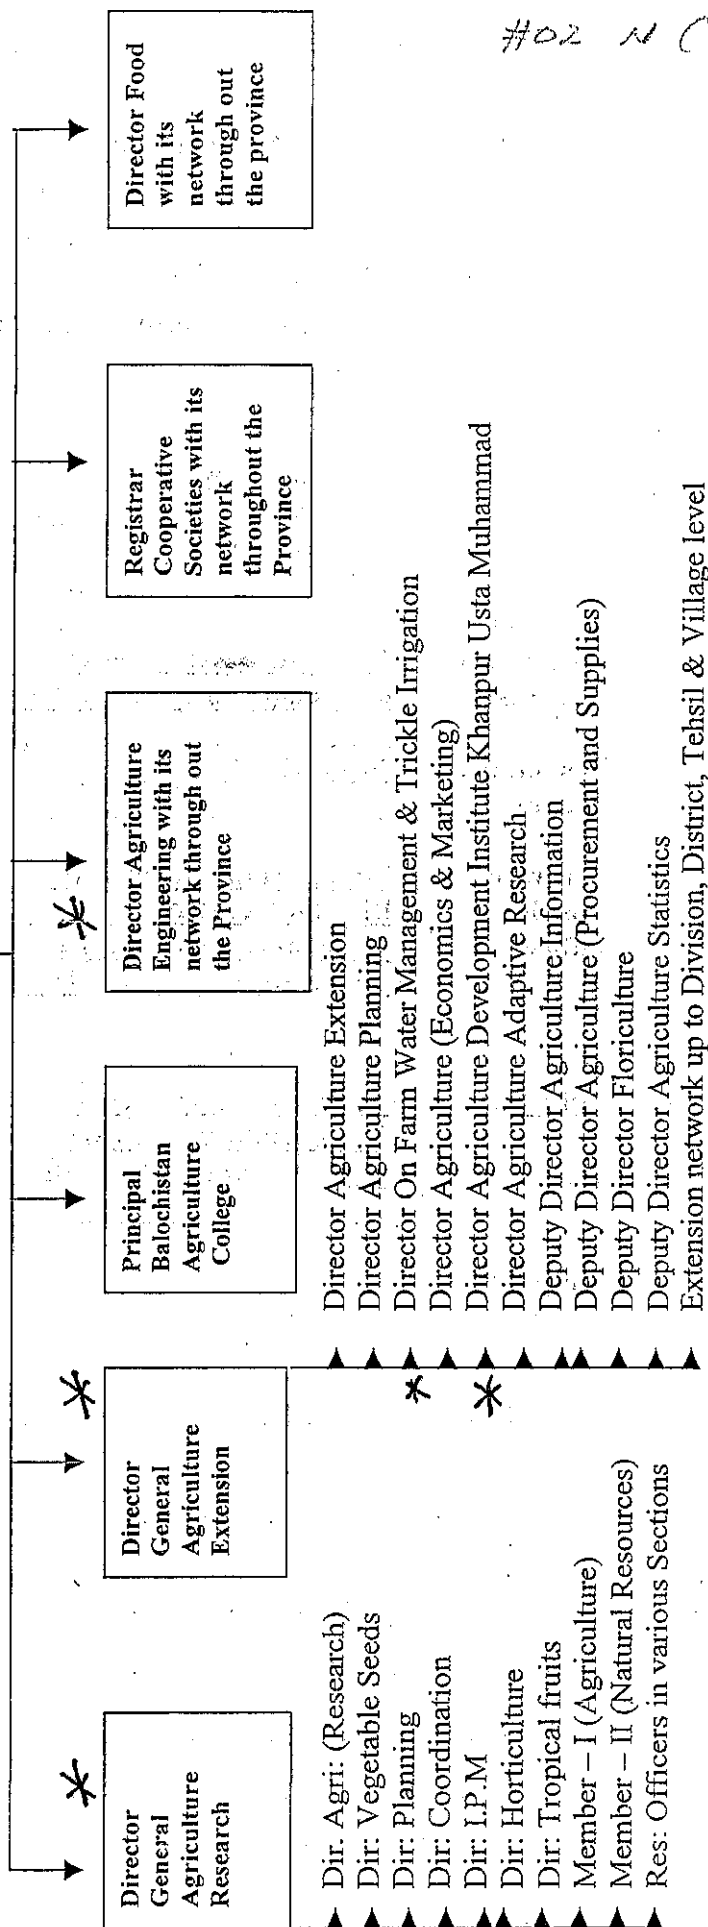 Director
General
Agriculture
Research
Director
General
Agriculture
Extension
Principal
Balochistan
Agriculture
College
Director Agriculture
Engineering with its
network through out
the Province
Registrar
Cooperative
Societies with its
network
throughout the
Province
Director Food
with its
network
through out
the province
Dir. Agri: (Research)
Dir: Vegetable Seeds
Dir: Planning
Dir: Coordination
Dir: I.P.M
Dir: Horticulture
Dir: Tropical fruits
Member – I (Agriculture)
Member – II (Natural Resources)
Res: Officers in various Sections
Director Agriculture Extension
Director Agriculture Planning
Director On Farm Water Management & Trickle Irrigation
Director Agriculture (Economics & Marketing)
Director Agriculture Development Institute Khanpur Usta Muhammad
Director Agriculture Adaptive Research
Deputy Director Agriculture Information
Deputy Director Agriculture (Procurement and Supplies)
Deputy Director Floriculture
Deputy Director Agriculture Statistics
Extension network up to Division, District, Tehsil & Village level
#02 N (